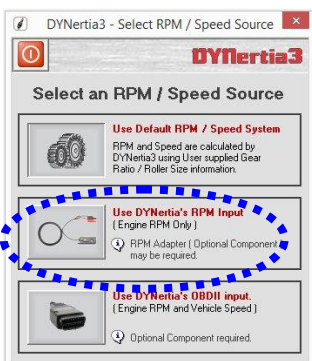 DYNertia3 - Select RPM / Speed Source
DYNertia3
Select an RPM / Speed Source
Use Default RPM / Speed System
RPM and Speed are calculated by
DYNertia3 using User supplied Gear
Ratio / Roller Size information.
Use DYNertia's RPM Input
( Engine RPM Only )
RPM Adapter ( Optional Component
may be required.
Use DYNertia's OBDII input.
( Engine RPM and Vehicle Speed )
Optional Component required.